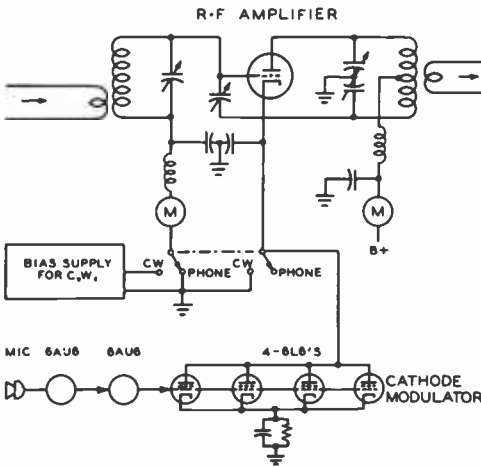 R-F AMPLIFIER
M
M
B+
BIAS SUPPLY
FOR C.W.
CW
PHONE
CW
PHONE
MIC 6AU6 6AU6
4-6L6'S
CATHODE
MODULATOR